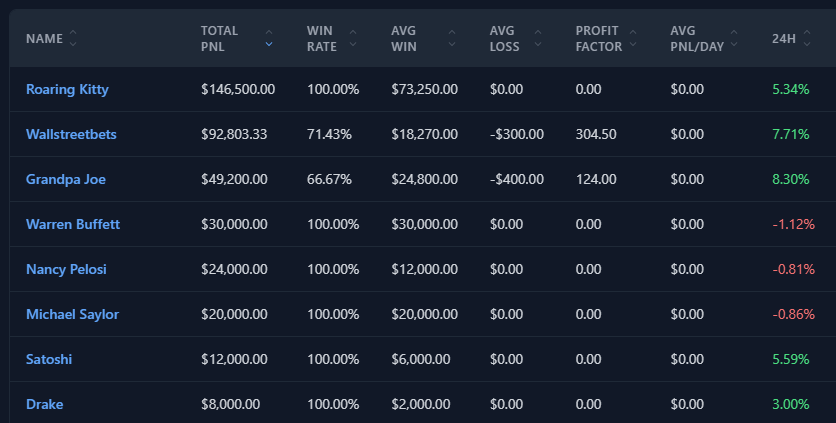 NAME TOTAL PNL WIN RATE AVG WIN AVG LOSS PROFIT FACTOR AVG PNL/DAY 24H
Roaring Kitty $146,500.00 100.00% $73,250.00 $0.00 0.00 $0.00 5.34%
Wallstreetbets $92,803.33 71.43% $18,270.00 -$300.00 304.50 $0.00 7.71%
Grandpa Joe $49,200.00 66.67% $24,800.00 -$400.00 124.00 $0.00 8.30%
Warren Buffett $30,000.00 100.00% $30,000.00 $0.00 0.00 $0.00 -1.12%
Nancy Pelosi $24,000.00 100.00% $12,000.00 $0.00 0.00 $0.00 -0.81%
Michael Saylor $20,000.00 100.00% $20,000.00 $0.00 0.00 $0.00 -0.86%
Satoshi $12,000.00 100.00% $6,000.00 $0.00 0.00 $0.00 5.59%
Drake $8,000.00 100.00% $2,000.00 $0.00 0.00 $0.00 3.00%